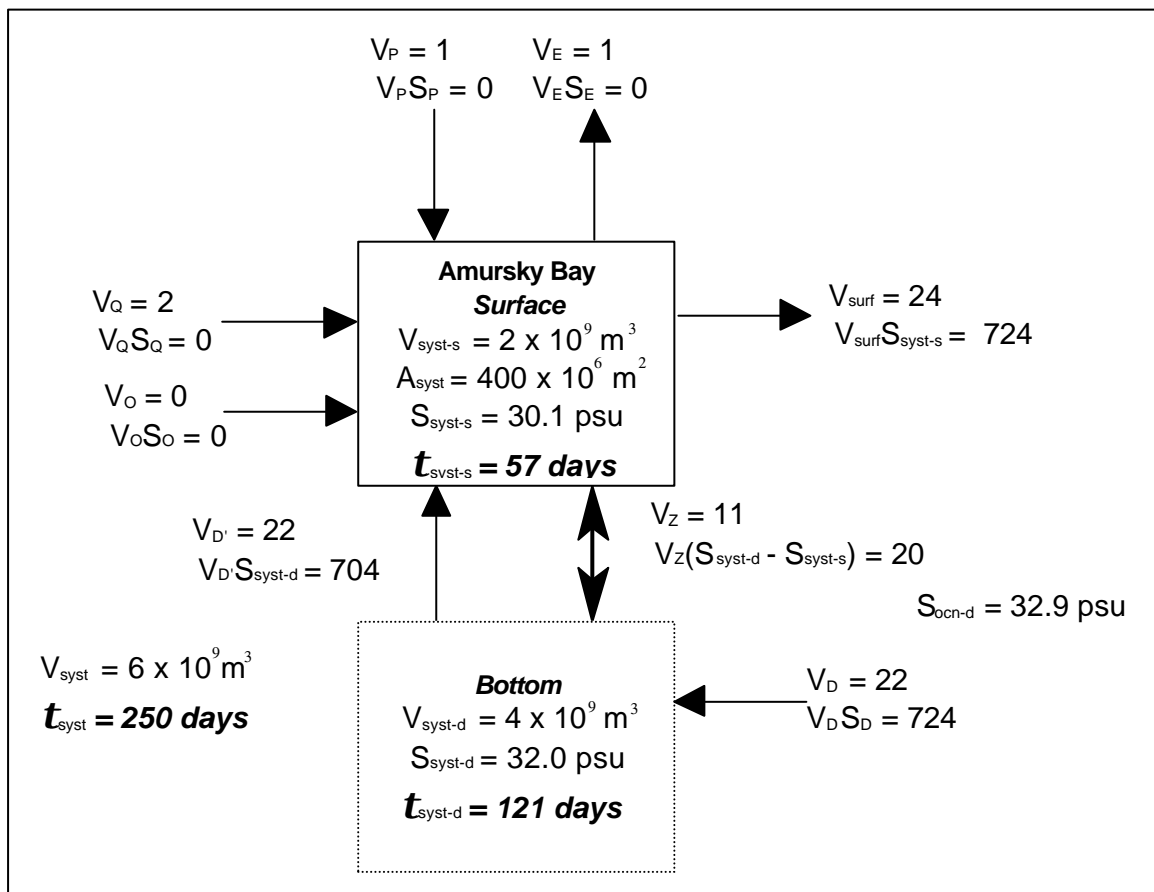 V_P = 1
V_PS_P = 0
V_E = 1
V_ES_E = 0
V_Q = 2
V_QS_Q = 0
V_O = 0
V_OS_O = 0
Amursky Bay
Surface
V_syst-s = 2 x 10^9 m^3
A_syst = 400 x 10^6 m^2
S_syst-s = 30.1 psu
t_syst-s = 57 days
V_surf = 24
V_surfS_syst-s = 724
V_D' = 22
V_D'S_syst-d = 704
V_Z = 11
V_Z(S_syst-d - S_syst-s) = 20
S_ocn-d = 32.9 psu
V_syst = 6 x 10^9 m^3
t_syst = 250 days
Bottom
V_syst-d = 4 x 10^9 m^3
S_syst-d = 32.0 psu
t_syst-d = 121 days
V_D = 22
V_DS_D = 724